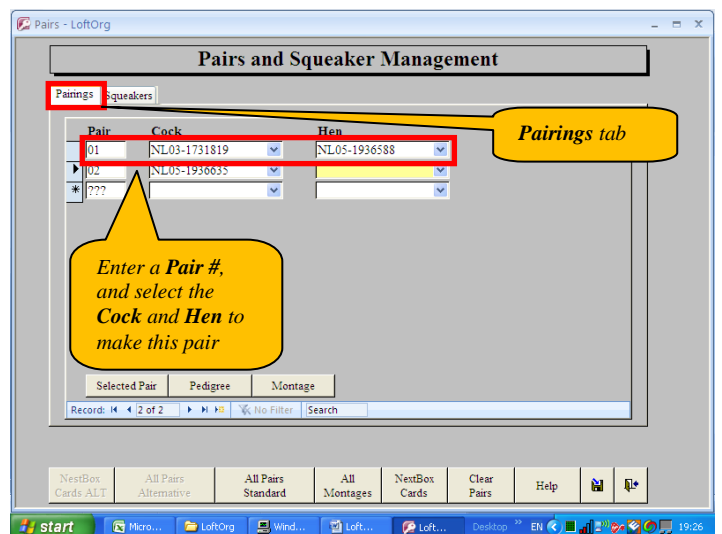 Pairs - LoftOrg
Pairs and Squeaker Management
Pairings Squeakers
Pairings tab
Pair Cock Hen
01 NL03-1731819 NL05-1936588
02 NL05-1936635
* ???
Enter a Pair #,
and select the
Cock and Hen to
make this pair
Selected Pair Pedigree Montage
Record: 2 of 2 No Filter Search
NestBox
Cards ALT
All Pairs
Alternative
All Pairs
Standard
All
Montages
NextBox
Cards
Clear
Pairs
Help
start Micro... LoftOrg Wind... Loft... Loft... Desktop » EN 19:26